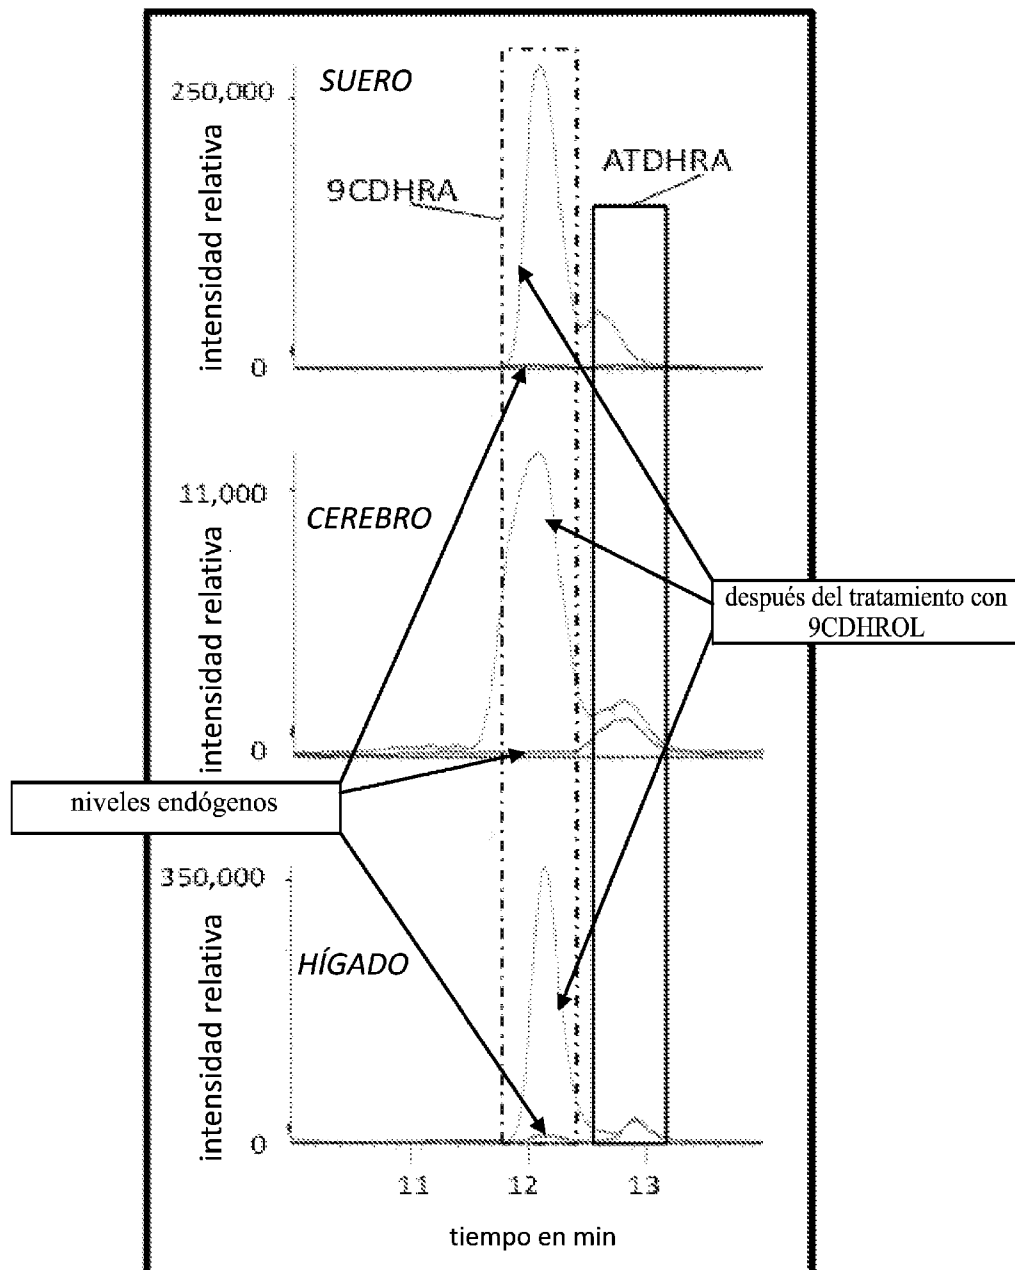 SUERO
250,000
intensidad relativa
9CDHRA
ATDHRA
0
11,000
CEREBRO
intensidad relativa
después del tratamiento con
9CDHROL
0
niveles endógenos
350,000
HÍGADO
intensidad relativa
0
11 12 13
tiempo en min